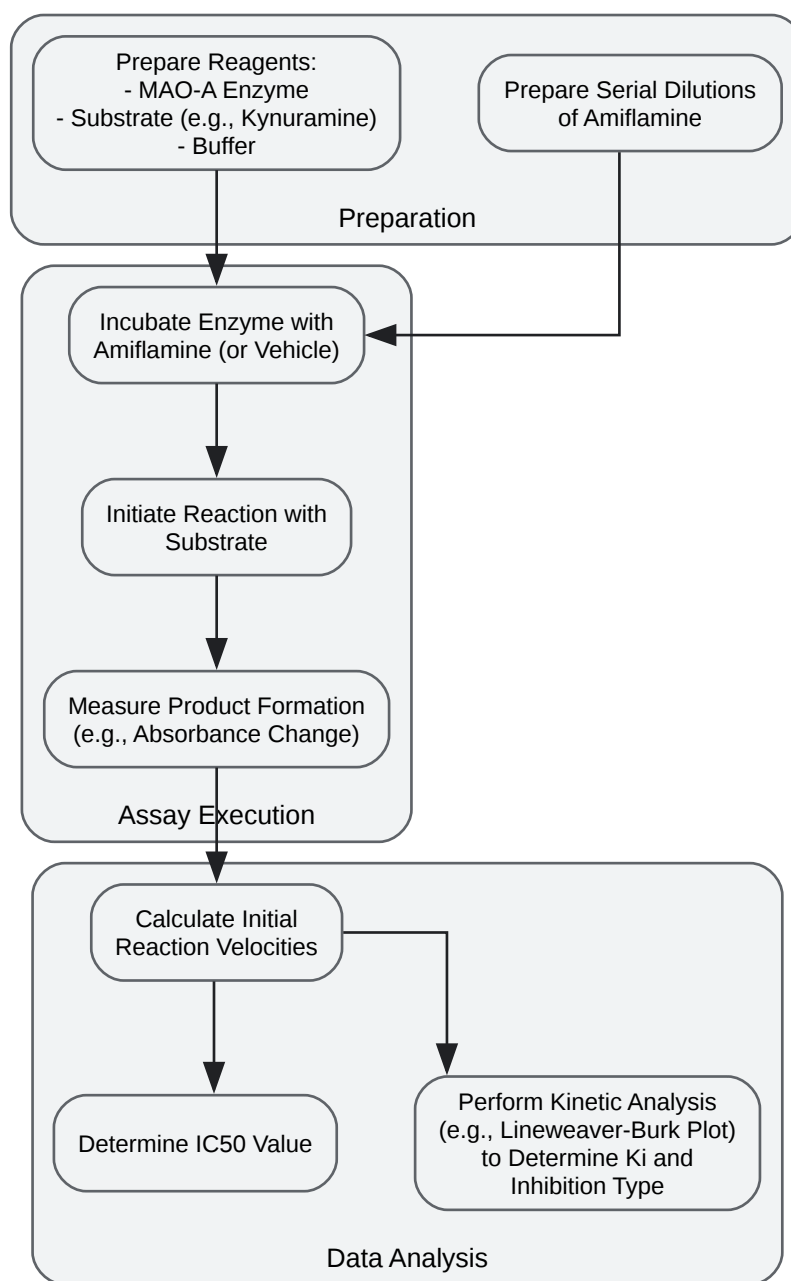 Prepare Reagents:
- MAO-A Enzyme
- Substrate (e.g., Kynuramine)
- Buffer
Prepare Serial Dilutions
of Amiflamine
Preparation
Incubate Enzyme with
Amiflamine (or Vehicle)
Initiate Reaction with
Substrate
Measure Product Formation
(e.g., Absorbance Change)
Assay Execution
Calculate Initial
Reaction Velocities
Determine IC50 Value
Perform Kinetic Analysis
(e.g., Lineweaver-Burk Plot)
to Determine Ki and
Inhibition Type
Data Analysis